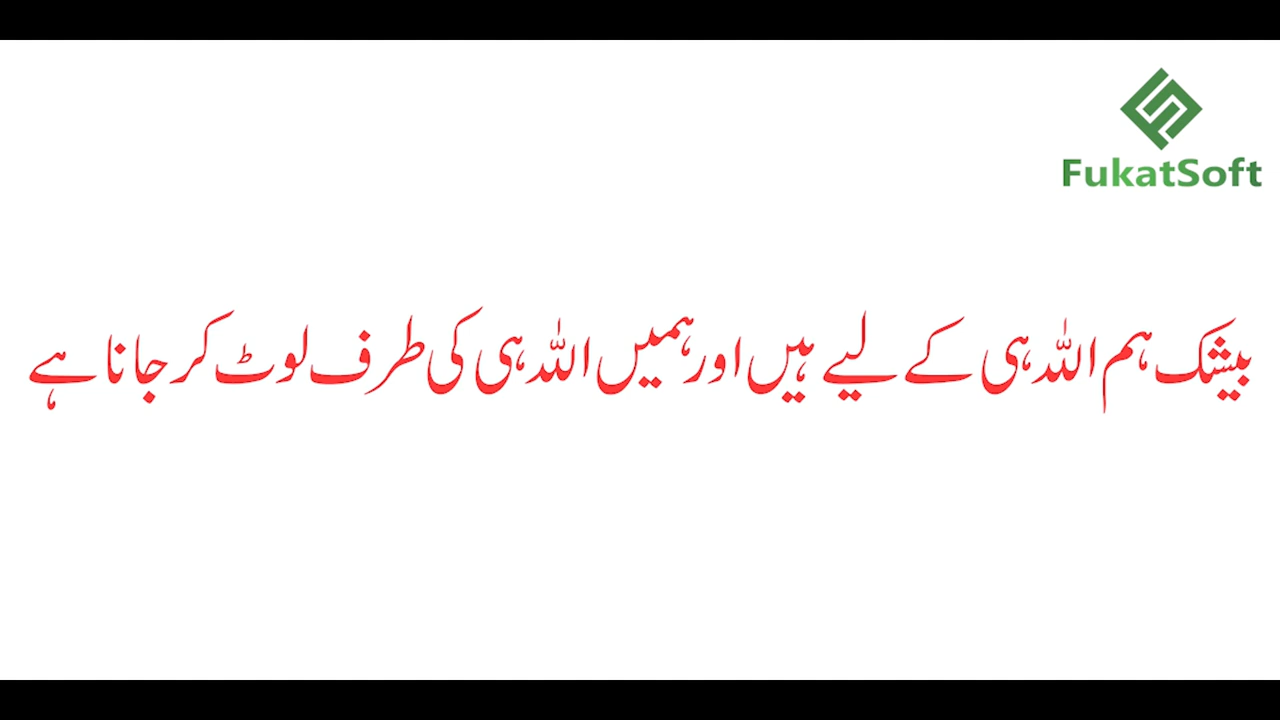 FukatSoft
بیشک ہم اللہ ہی کے لیے ہیں اور ہمیں اللہ ہی کی طرف لوٹ کر جانا ہے